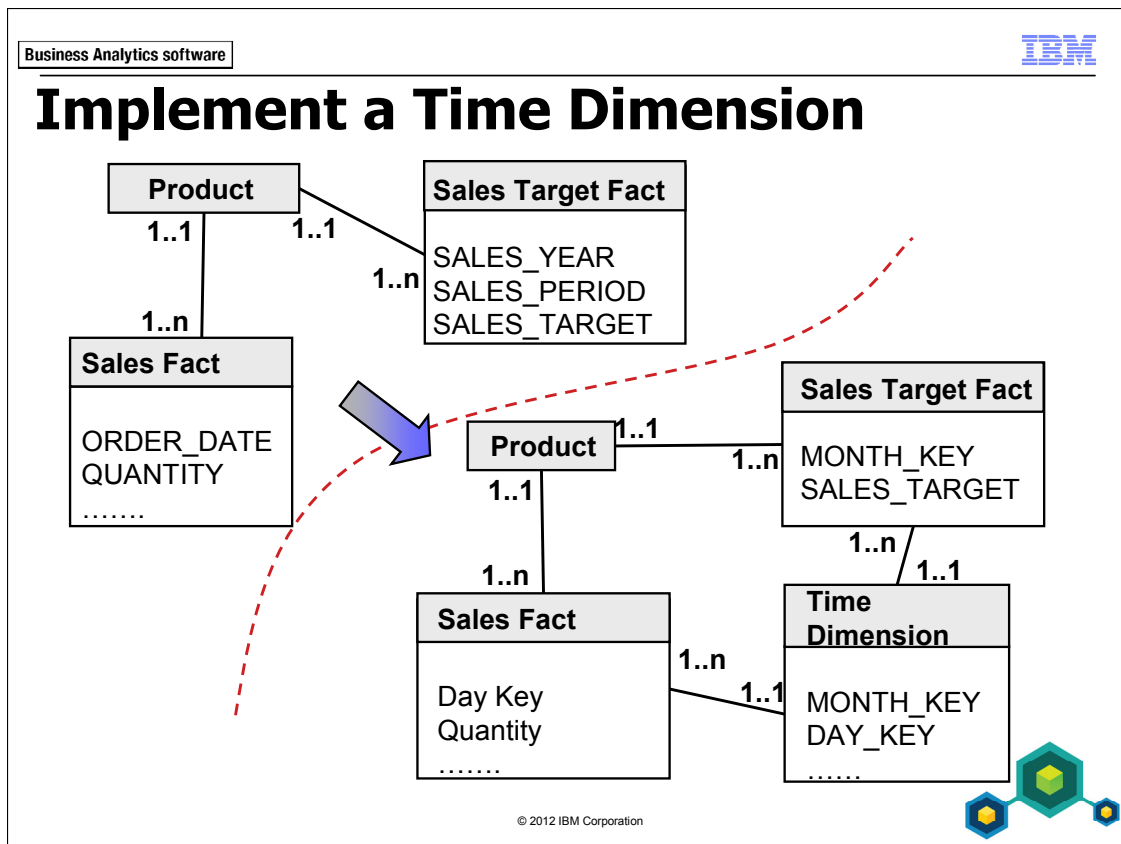 Business Analytics software
IBM
Implement a Time Dimension
Product
1..1
1..1
1..n
Sales Target Fact
SALES_YEAR
SALES_PERIOD
SALES_TARGET
1..n
Sales Fact
ORDER_DATE
QUANTITY
.......
Product
1..1
1..1
1..n
Sales Target Fact
MONTH_KEY
SALES_TARGET
1..n
1..1
1..n
Sales Fact
Day Key
Quantity
.......
1..n
1..1
Time
Dimension
MONTH_KEY
DAY_KEY
......
© 2012 IBM Corporation